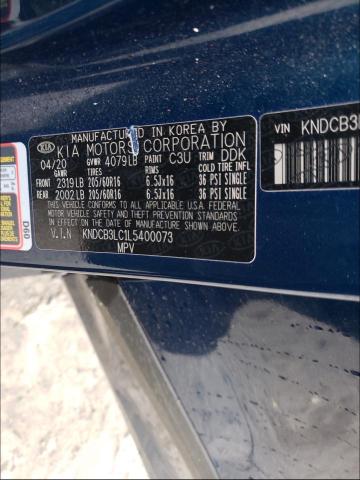 MANUFACTURED IN KOREA BY
KIA KIA MOTORS CORPORATION
04/20 GVWR 4079LB PAINT C3U TRIM DDK
GAWR TIRES RIMS COLD TIRE INFL
FRONT 2319LB 205/60R16 6.5JX16 36 PSI SINGLE
REAR 2002LB 205/60R16 6.5JX16 36 PSI SINGLE
THIS VEHICLE CONFORMS TO ALL APPLICABLE U.S.A. FEDERAL
MOTOR VEHICLE SAFETY AND THEFT PREVENTION
STANDARDS IN EFFECT ON THE DATE OF MANUFACTURE SHOWN ABOVE.
V.I.N KNDCB3LC1L5400073
MPV
VIN KNDCB3
D60